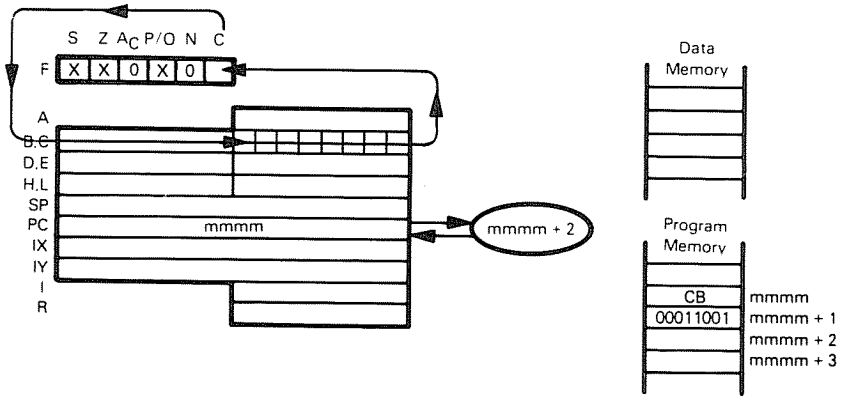 S Z AC P/O N C
F X X 0 X 0
A
B.C
D.E
H.L
SP
PC mmmm
IX
IY
I
R
mmmm + 2
Data
Memory
Program
Memory
CB mmmm
00011001 mmmm + 1
mmmm + 2
mmmm + 3